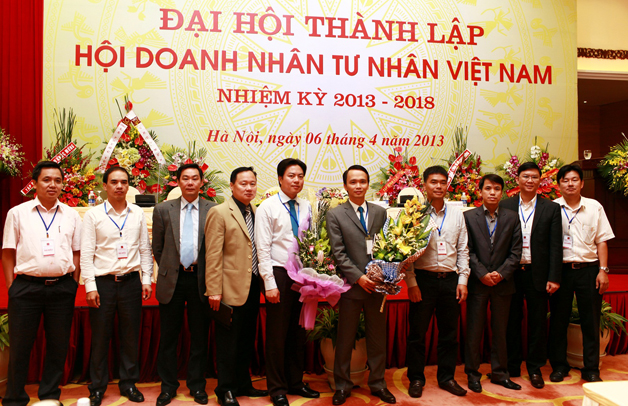 ĐẠI HỘI THÀNH LẬP
HỘI DOANH NHÂN TƯ NHÂN VIỆT NAM
NHIỆM KỲ 2013 - 2018
Hà Nội, ngày 06 tháng 4 năm 2013